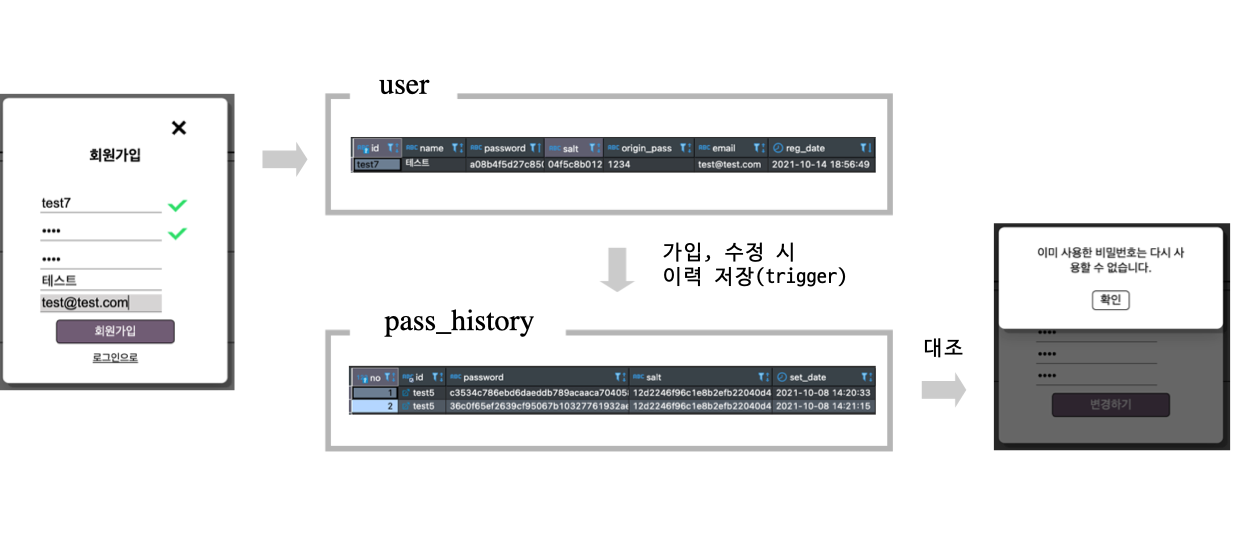 회원가입
test7
••••
••••
테스트
test@test.com
회원가입
로그인으로
user
id name password salt origin_pass email reg_date
test7 테스트 a08b4f5d27c850 04f5c8b012 1234 test@test.com 2021-10-14 18:56:49
가입, 수정 시
이력 저장(trigger)
pass_history
no id password salt set_date
1 test5 c3534c786ebd6daeddb789acaaca70405 12d2246f96c1e8b2efb22040d4 2021-10-08 14:20:33
2 test5 36c0f65ef2639cf95067b10327761932ae 12d2246f96c1e8b2efb22040d4 2021-10-08 14:21:15
대조
이미 사용한 비밀번호는 다시 사
용할 수 없습니다.
확인
••••
••••
••••
변경하기